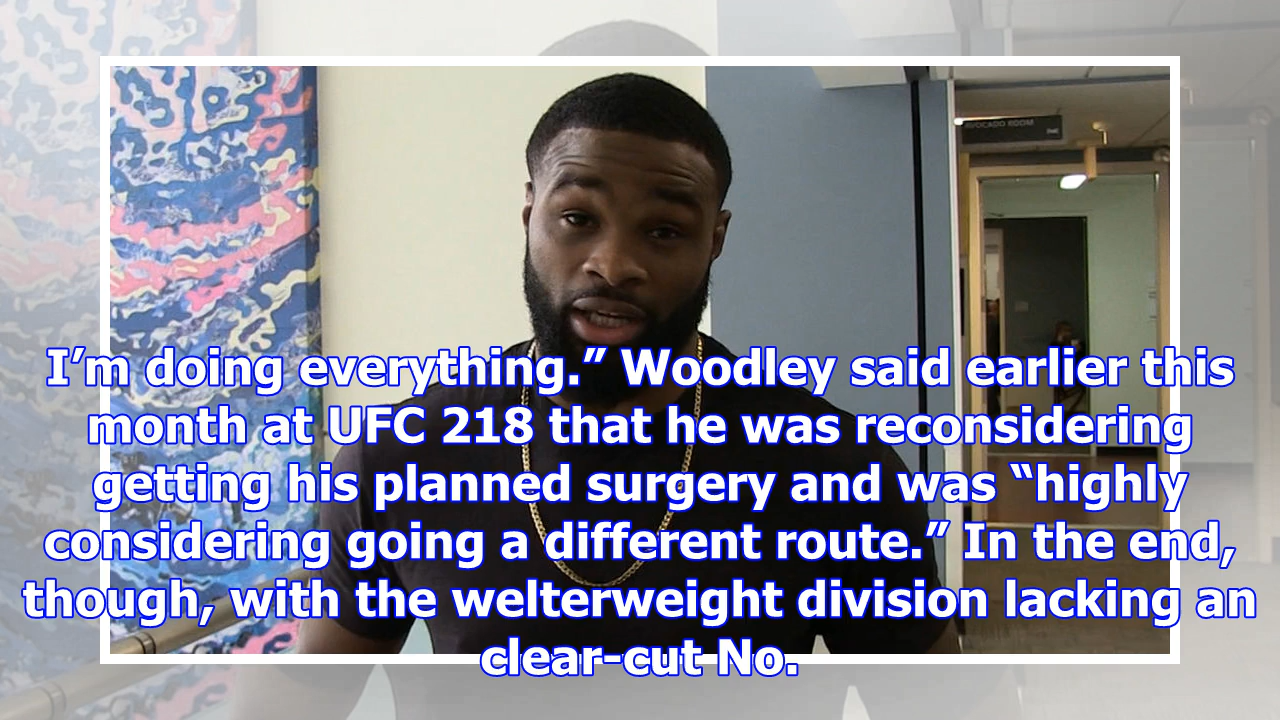 AVOCADO ROOM
I’m doing everything.” Woodley said earlier this
month at UFC 218 that he was reconsidering
getting his planned surgery and was “highly
considering going a different route.” In the end,
though, with the welterweight division lacking an
clear-cut No.